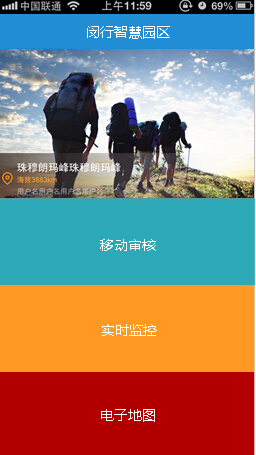 中国联通 上午11:59 69%
闵行智慧园区
珠穆朗玛峰珠穆朗玛峰
海拔3883km
用户名用户名用户名用户名
移动审核
实时监控
电子地图